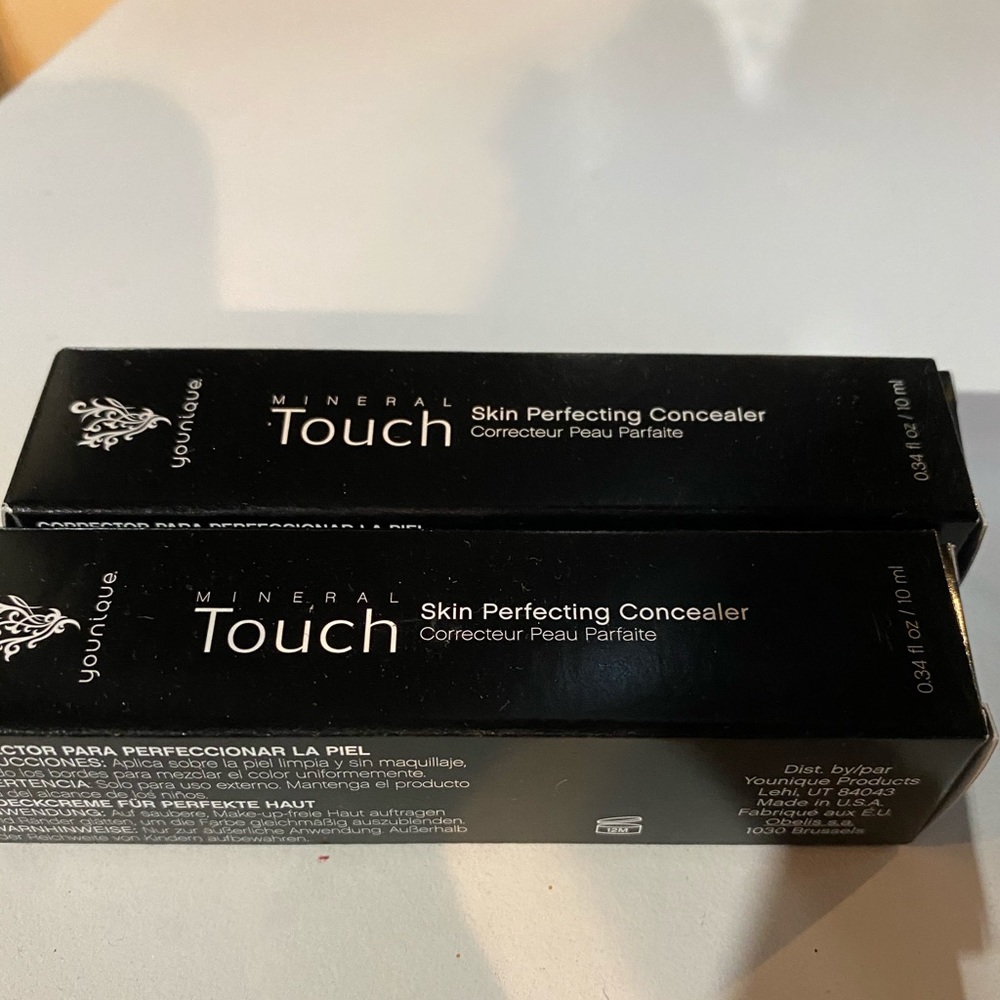 younique.
MINERAL
Touch
Skin Perfecting Concealer
Correcteur Peau Parfaite
0.34 fl oz / 10 ml
CORRECTOR PARA PERFECCIONAR LA PIEL
younique.
MINERAL
Touch
Skin Perfecting Concealer
Correcteur Peau Parfaite
0.34 fl oz / 10 ml
PARA PERFECCIONAR LA PIEL
Aplica sobre la piel limpia y sin maquillaje,
los bordes para mezclar el color uniformemente.
Solo para uso externo. Mantenga el producto
del alcance de los niños.
DECKCREME FÜR PERFEKTE HAUT
Auf saubere, Make-up-freie Haut auftragen
Ränder glätten, um die Farbe gleichmäßig auszublenden.
WARNHINWEISE: Nur zur äußerliche Anwendung. Außerhalb
der Reichweite von Kindern aufbewahren.
12M
Dist. by/par
Younique Products
Lehi, UT 84043
Made in U.S.A.
Fabriqué aux É.U.
Obelis s.a.
1030 Brussels